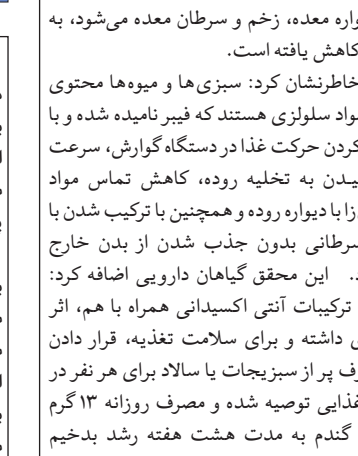 واره معده، زخم و سرطان معده می‌شود، به
کاهش یافته است.
خاطرنشان کرد: سبزی‌ها و میوه‌ها محتوی
مواد سلولزی هستند که فیبر نامیده شده و با
کردن حرکت غذا در دستگاه گوارش، سرعت
یـدن به تخلیه روده، کاهش تماس مواد
زا با دیواره روده و همچنین با ترکیب شدن با
سرطانی بدون جذب شدن از بدن خارج
این محقق گیاهان دارویی اضافه کرد:
ترکیبات آنتی اکسیدانی همراه با هم، اثر
داشته و برای سلامت تغذیه، قرار دادن
پر از سبزیجات یا سالاد برای هر نفر در
غذایی توصیه شده و مصرف روزانه ۱۳ گرم
گندم به مدت هشت هفته رشد بدخیم